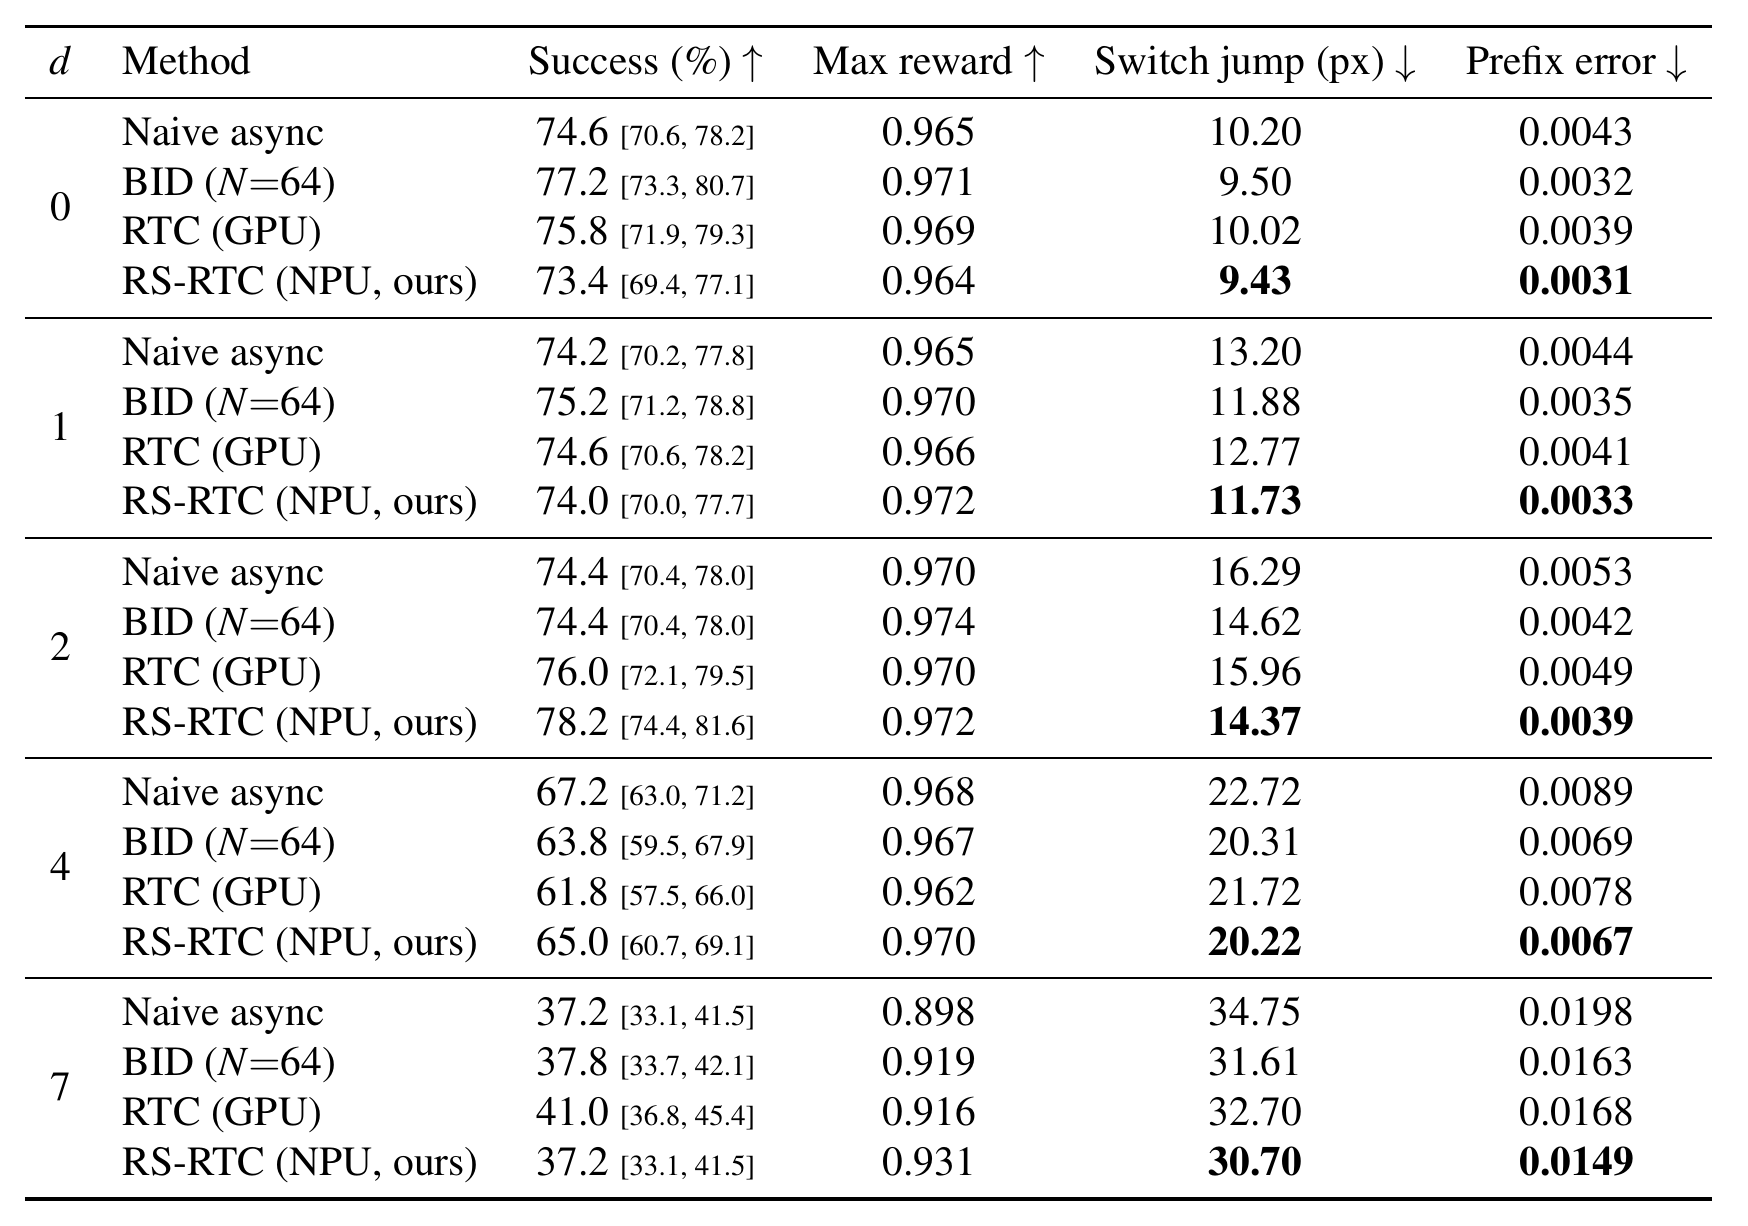 d Method Success (%) ↑ Max reward ↑ Switch jump (px) ↓ Prefix error ↓
0
Naive async 74.6 [70.6, 78.2] 0.965 10.20 0.0043
BID (N=64) 77.2 [73.3, 80.7] 0.971 9.50 0.0032
RTC (GPU) 75.8 [71.9, 79.3] 0.969 10.02 0.0039
RS-RTC (NPU, ours) 73.4 [69.4, 77.1] 0.964 9.43 0.0031
1
Naive async 74.2 [70.2, 77.8] 0.965 13.20 0.0044
BID (N=64) 75.2 [71.2, 78.8] 0.970 11.88 0.0035
RTC (GPU) 74.6 [70.6, 78.2] 0.966 12.77 0.0041
RS-RTC (NPU, ours) 74.0 [70.0, 77.7] 0.972 11.73 0.0033
2
Naive async 74.4 [70.4, 78.0] 0.970 16.29 0.0053
BID (N=64) 74.4 [70.4, 78.0] 0.974 14.62 0.0042
RTC (GPU) 76.0 [72.1, 79.5] 0.970 15.96 0.0049
RS-RTC (NPU, ours) 78.2 [74.4, 81.6] 0.972 14.37 0.0039
4
Naive async 67.2 [63.0, 71.2] 0.968 22.72 0.0089
BID (N=64) 63.8 [59.5, 67.9] 0.967 20.31 0.0069
RTC (GPU) 61.8 [57.5, 66.0] 0.962 21.72 0.0078
RS-RTC (NPU, ours) 65.0 [60.7, 69.1] 0.970 20.22 0.0067
7
Naive async 37.2 [33.1, 41.5] 0.898 34.75 0.0198
BID (N=64) 37.8 [33.7, 42.1] 0.919 31.61 0.0163
RTC (GPU) 41.0 [36.8, 45.4] 0.916 32.70 0.0168
RS-RTC (NPU, ours) 37.2 [33.1, 41.5] 0.931 30.70 0.0149